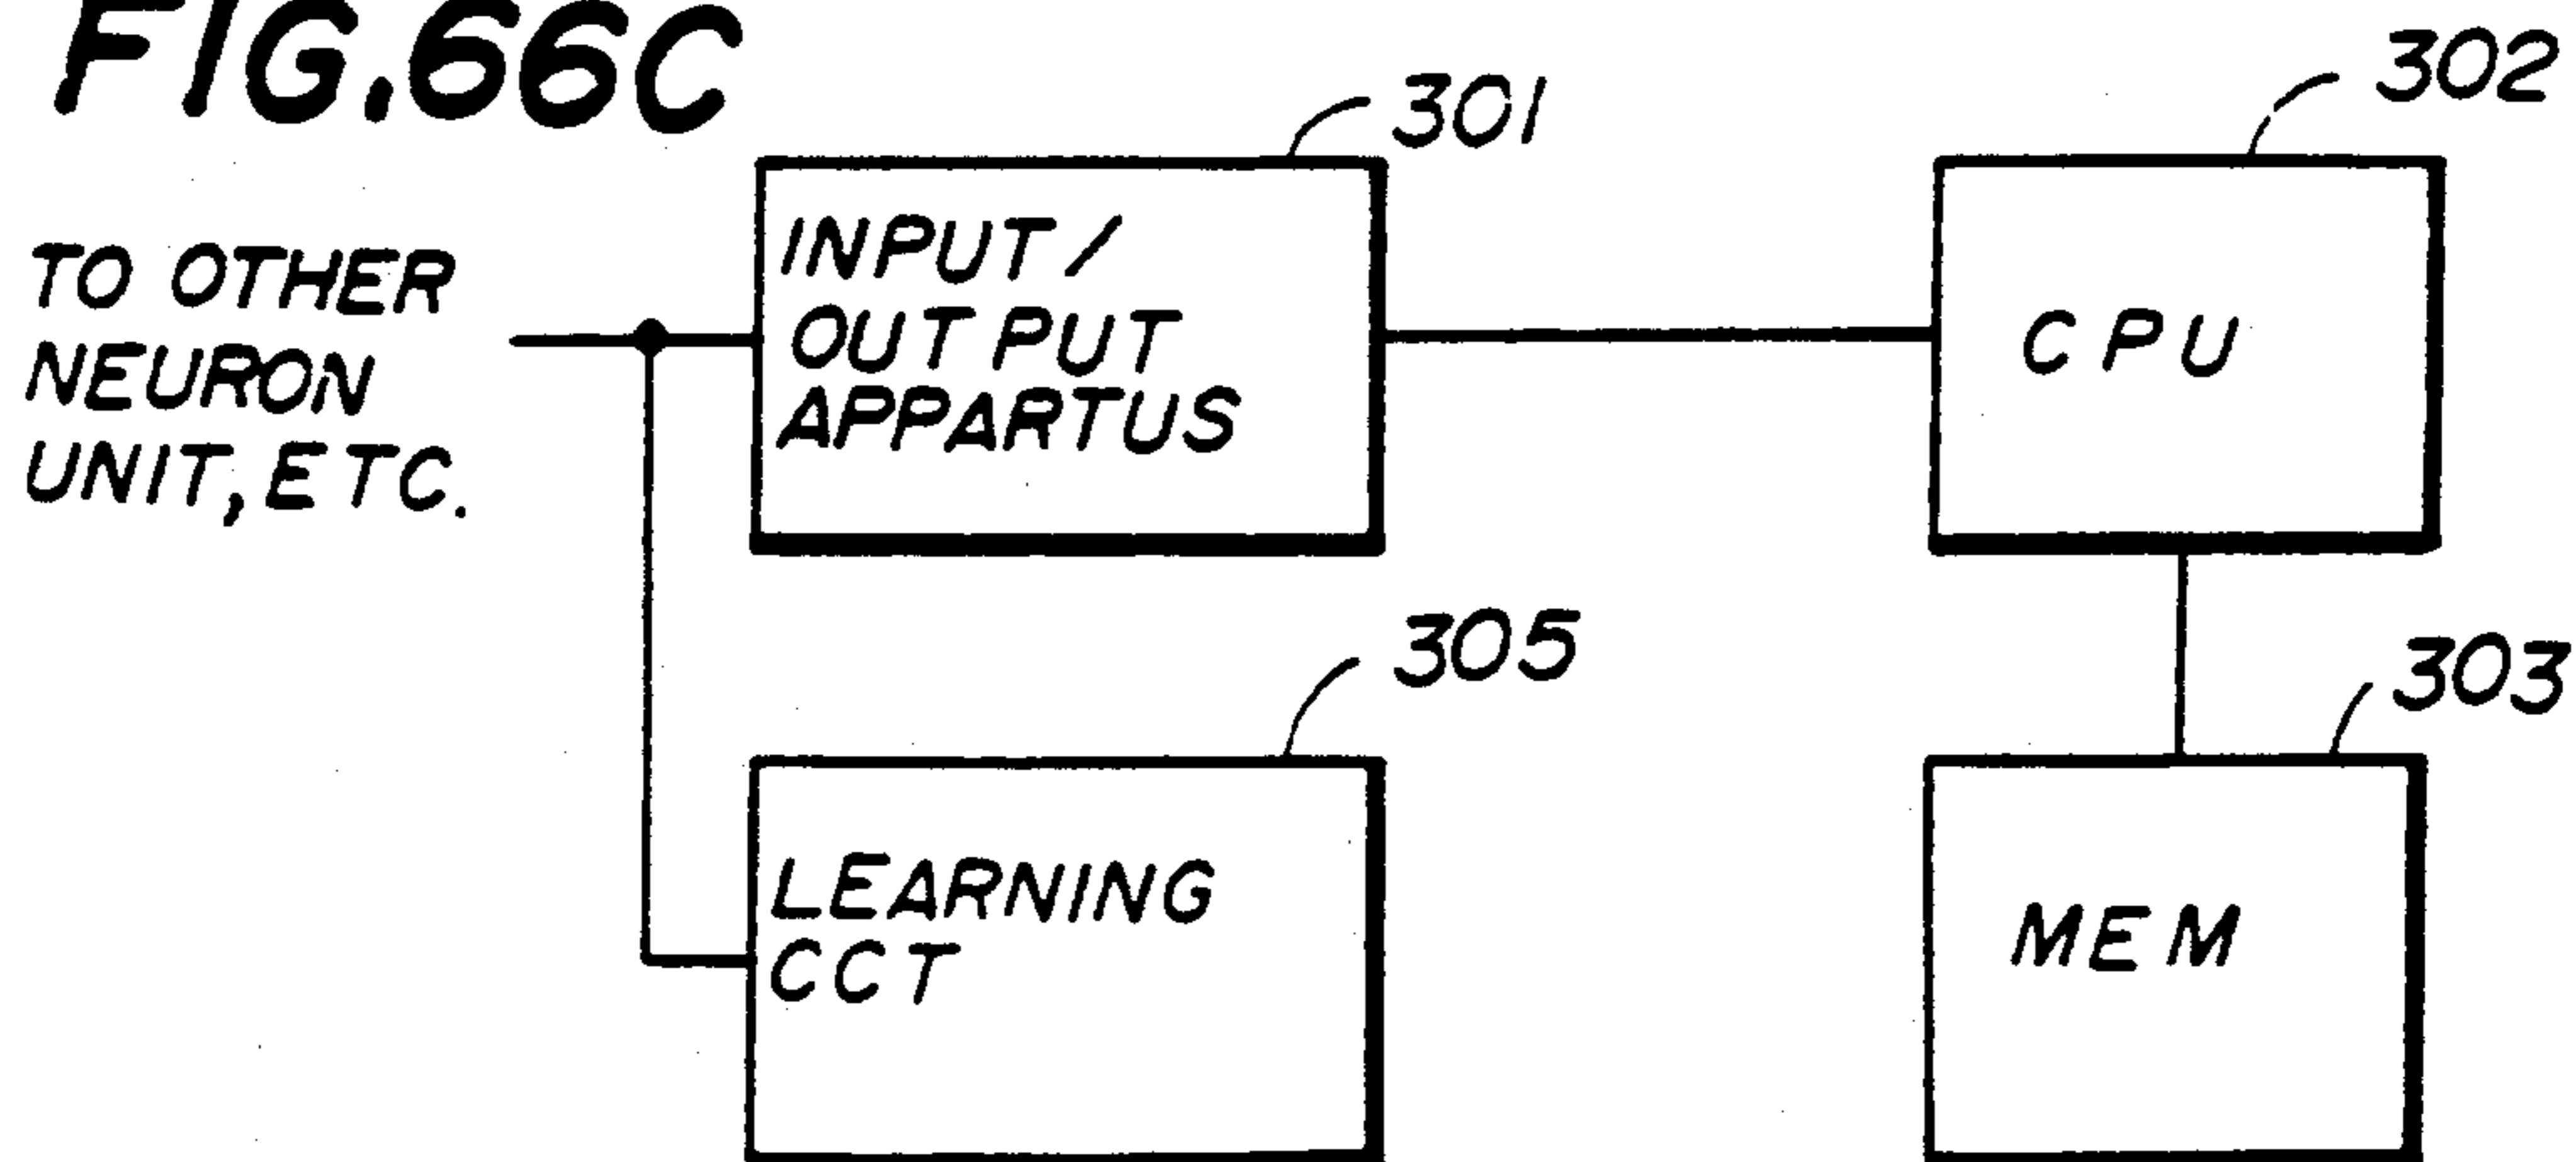 FIG.66C
301
302
INPUT/
OUTPUT
APPARTUS
CPU
TO OTHER
NEURON
UNIT, ETC.
305
303
LEARNING
CCT
MEM